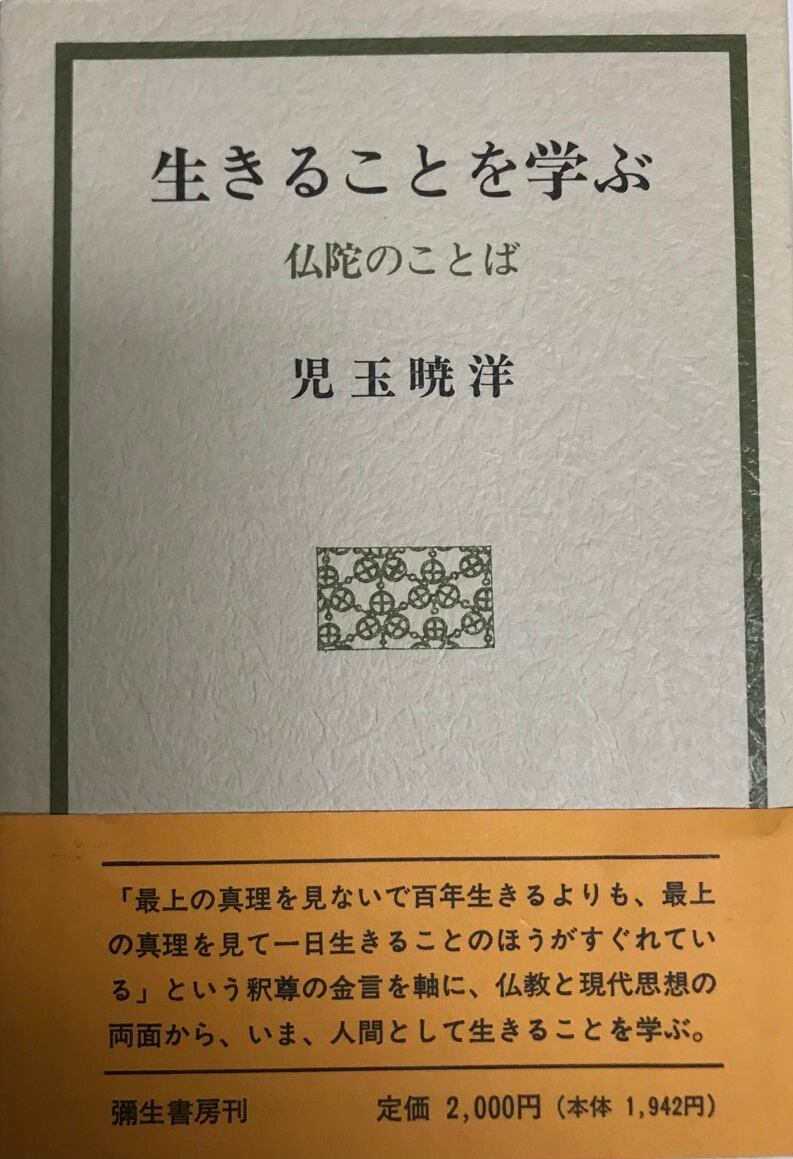 生きることを学ぶ
仏陀のことば
児玉暁洋
「最上の真理を見ないで百年生きるよりも、最上
の真理を見て一日生きることのほうがすぐれてい
る」という釈尊の金言を軸に、仏教と現代思想の
両面から、いま、人間として生きることを学ぶ。
彌生書房刊 定価 2,000円（本体 1,942円）